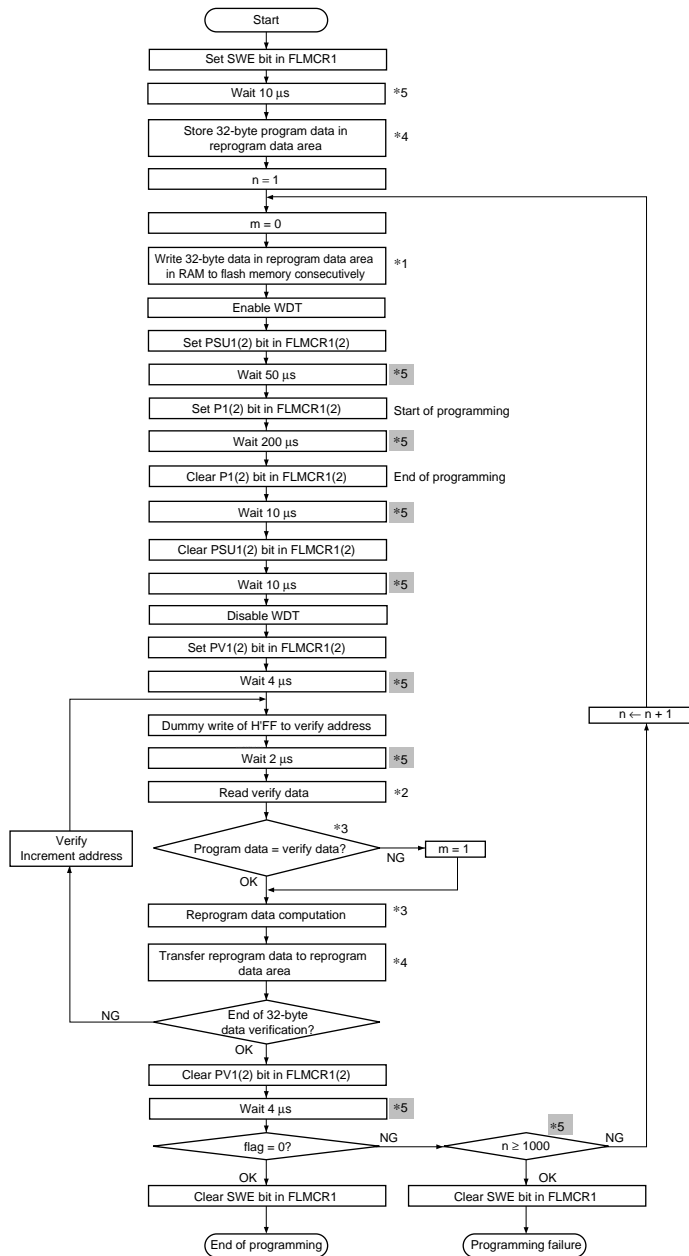 Start
Set SWE bit in FLMCR1
Wait 10 µs
*5
Store 32-byte program data in
reprogram data area
*4
n = 1
m = 0
Write 32-byte data in reprogram data area
in RAM to flash memory consecutively
*1
Enable WDT
Set PSU1(2) bit in FLMCR1(2)
Wait 50 µs
*5
Set P1(2) bit in FLMCR1(2)
Start of programming
Wait 200 µs
*5
Clear P1(2) bit in FLMCR1(2)
End of programming
Wait 10 µs
*5
Clear PSU1(2) bit in FLMCR1(2)
Wait 10 µs
*5
Disable WDT
Set PV1(2) bit in FLMCR1(2)
Wait 4 µs
*5
n ← n + 1
Dummy write of H'FF to verify address
Wait 2 µs
*5
Read verify data
*2
*3
Program data = verify data?
NG
m = 1
OK
Verify
Increment address
Reprogram data computation
*3
Transfer reprogram data to reprogram
data area
*4
End of 32-byte
data verification?
NG
OK
Clear PV1(2) bit in FLMCR1(2)
Wait 4 µs
*5
flag = 0?
NG
*5
n ≥ 1000
NG
OK
OK
Clear SWE bit in FLMCR1
Clear SWE bit in FLMCR1
End of programming
Programming failure